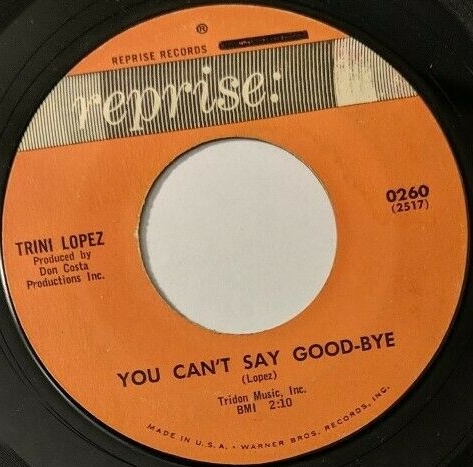 ®
REPRISE RECORDS
reprise:
0260
(2517)
TRINI LOPEZ
Produced by
Don Costa
Productions Inc.
YOU CAN'T SAY GOOD-BYE
(Lopez)
Tridon Music, Inc.
BMI 2:10
MADE IN U.S.A. • WARNER BROS. RECORDS, INC.